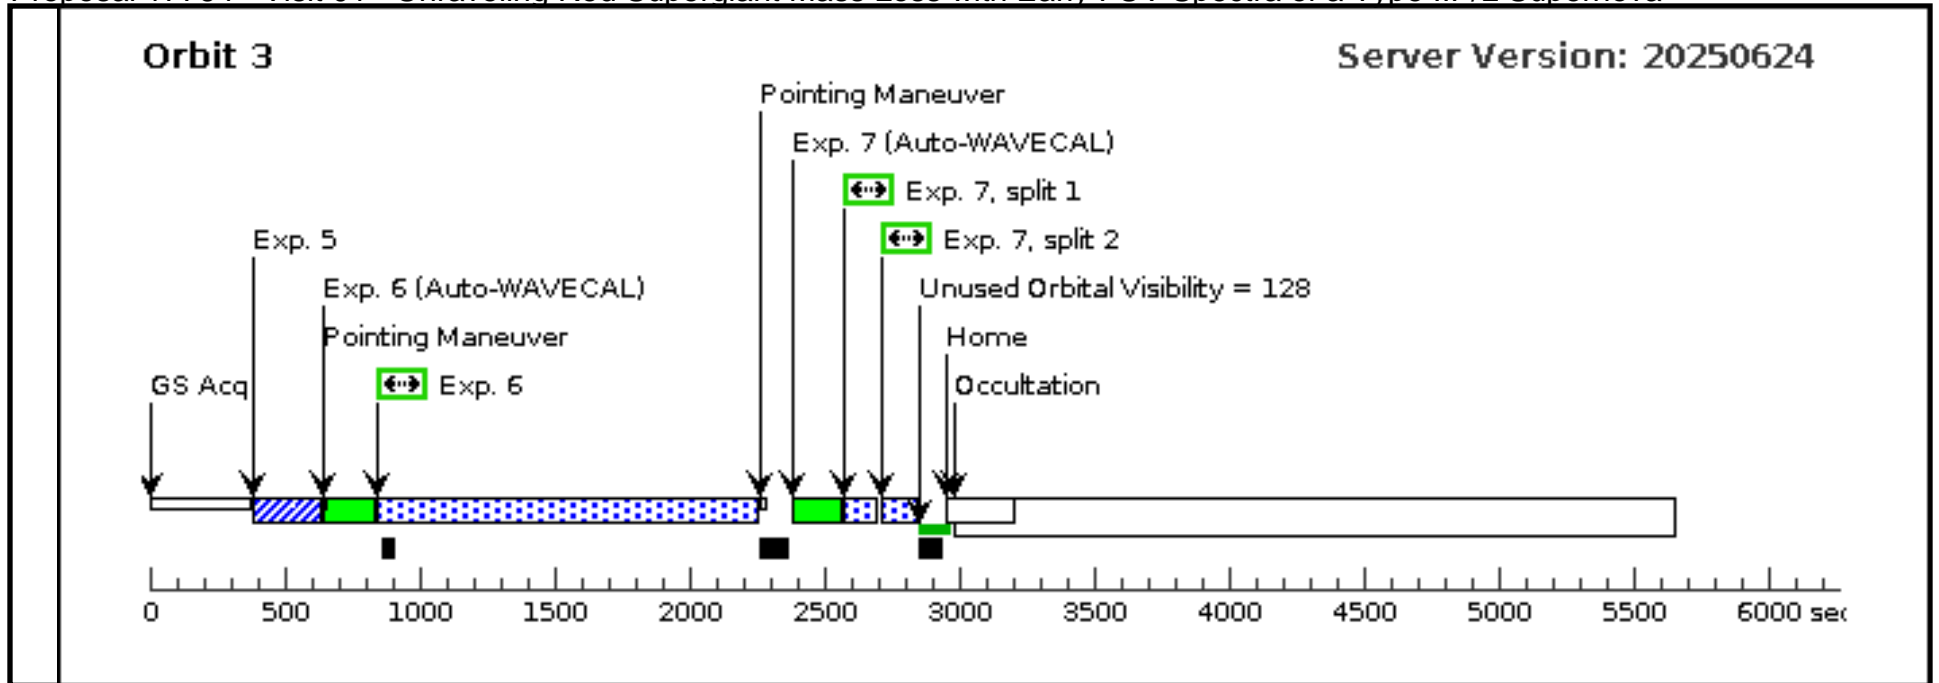 Orbit 3
Server Version: 20250624
Pointing Maneuver
Exp. 7 (Auto-WAVECAL)
Exp. 7, split 1
Exp. 5
Exp. 7, split 2
Exp. 6 (Auto-WAVECAL)
Unused Orbital Visibility = 128
Pointing Maneuver
Home
GS Acq
Exp. 6
Occultation
0 500 1000 1500 2000 2500 3000 3500 4000 4500 5000 5500 6000